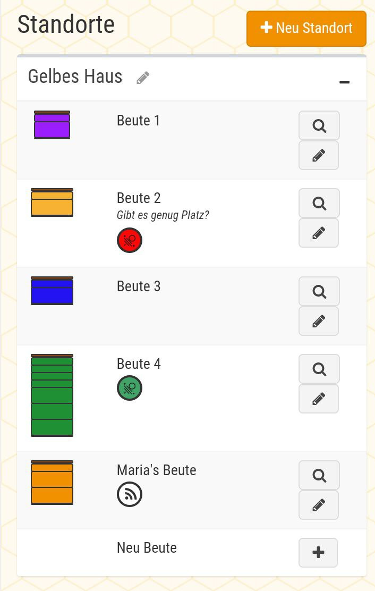 Standorte
Neu Standort
Gelbes Haus
Beute 1
Beute 2
Gibt es genug Platz?
Beute 3
Beute 4
Maria's Beute
Neu Beute